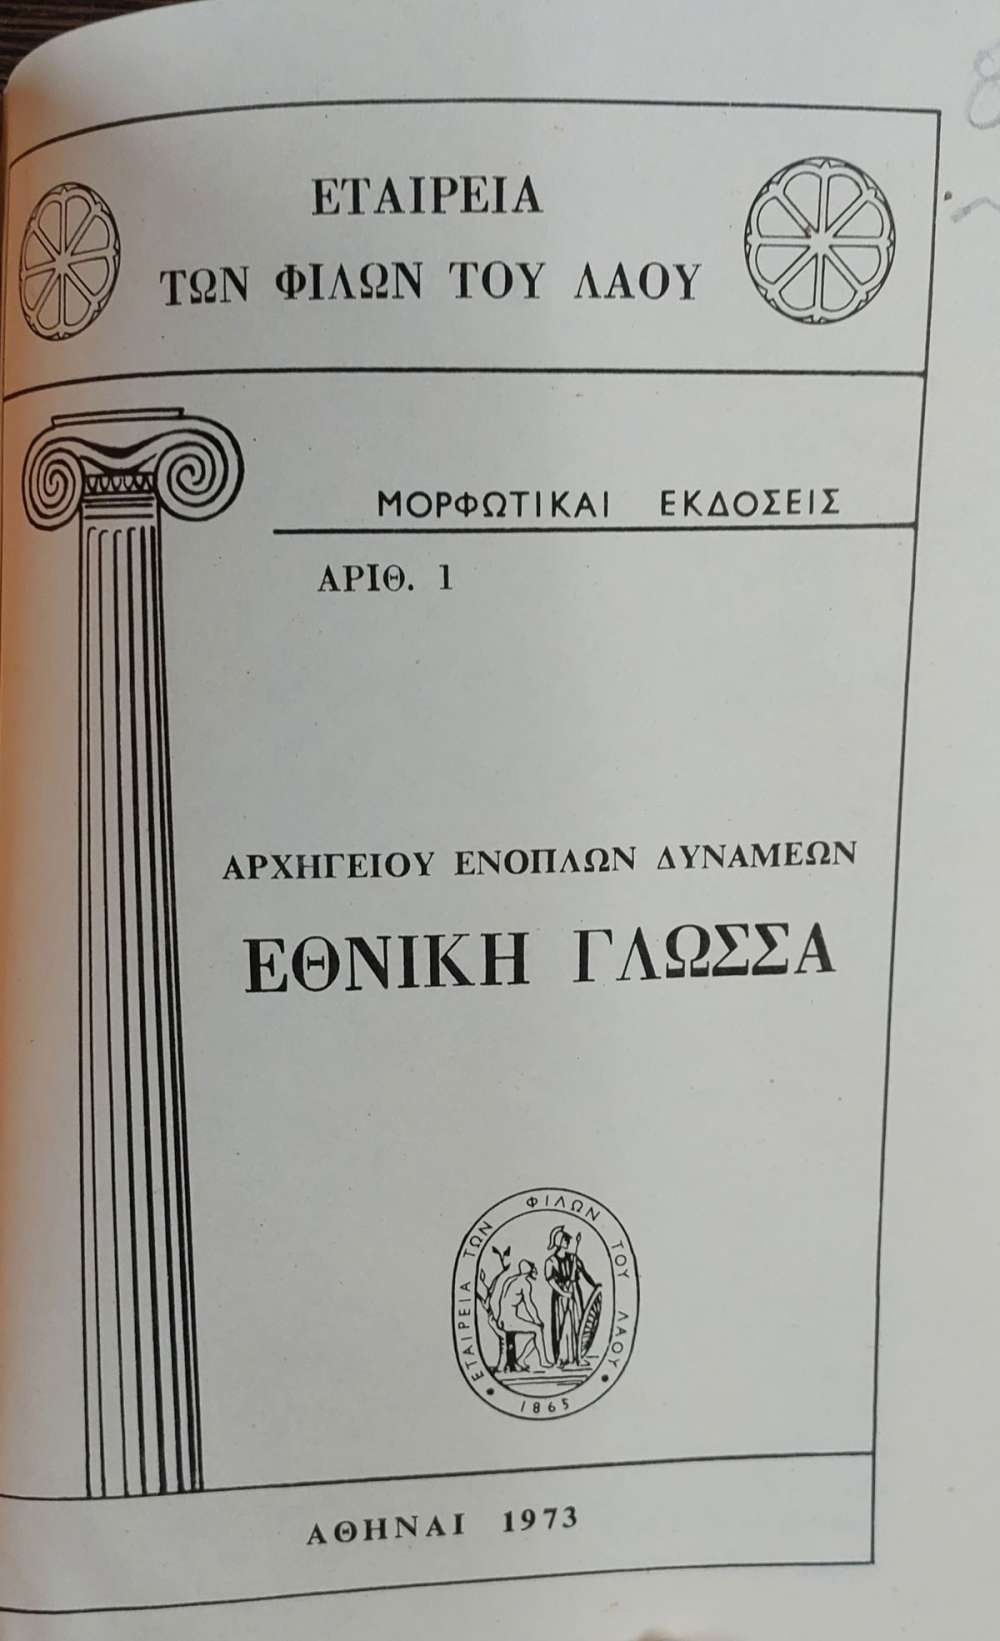 ΕΤΑΙΡΕΙΑ
ΤΩΝ ΦΙΛΩΝ ΤΟΥ ΛΑΟΥ
ΜΟΡΦΩΤΙΚΑΙ ΕΚΔΟΣΕΙΣ
ΑΡΙΘ. 1
ΑΡΧΗΓΕΙΟΥ ΕΝΟΠΛΩΝ ΔΥΝΑΜΕΩΝ
ΕΘΝΙΚΗ ΓΛΩΣΣΑ
ΕΤΑΙΡΕΙΑ ΤΩΝ ΦΙΛΩΝ ΤΟΥ ΛΑΟΥ
1865
ΑΘΗΝΑΙ 1973